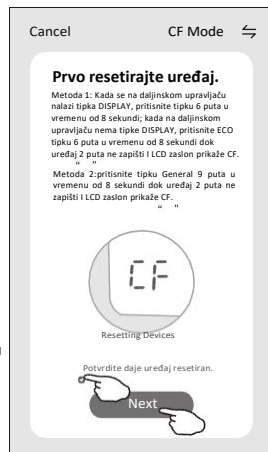 Cancel CF Mode
Prvo resetirajte uređaj.
Metoda 1: Kada se na daljinskom upravljaču
nalazi tipka DISPLAY, pritisnite tipku 6 puta u
vremenu od 8 sekundi; kada na daljinskom
upravljaču nema tipke DISPLAY, pritisnite ECO
tipku 6 puta u vremenu od 8 sekundi dok
uređaj 2 puta ne zapišti I LCD zaslon prikaže CF.
“ ”
Metoda 2:pritisnite tipku General 9 puta u
vremenu od 8 sekundi dok uređaj 2 puta ne
zapišti I LCD zaslon prikaže CF.
“ ”
CF
Resetting Devices
Potvrdite daje uređaj resetiran.
Next